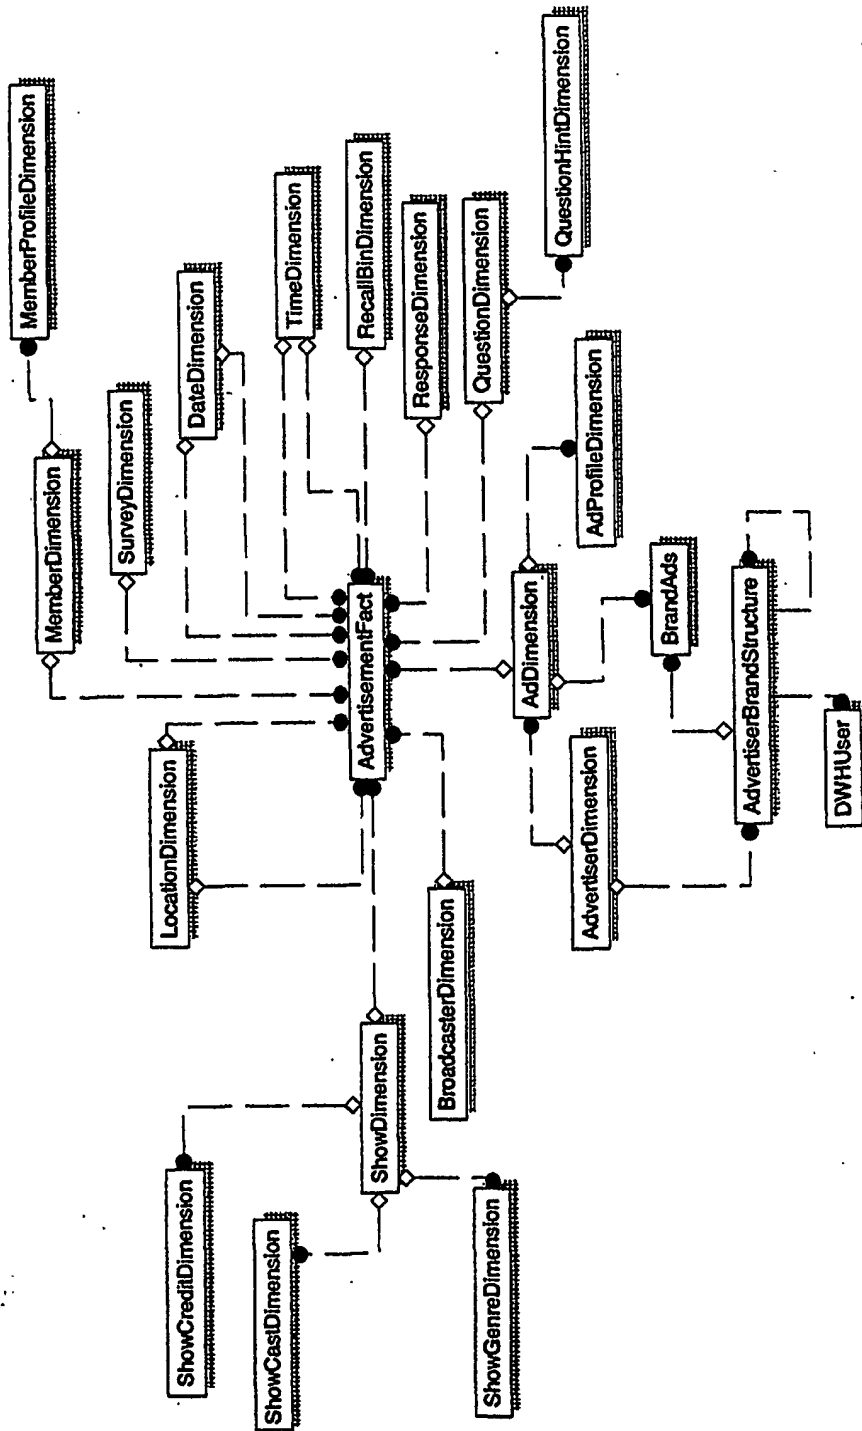 MemberProfileDimension
MemberDimension
SurveyDimension
DateDimension
TimeDimension
RecallBinDimension
ResponseDimension
QuestionDimension
QuestionHintDimension
LocationDimension
AdvertisementFact
AdDimension
AdProfileDimension
BrandAds
ShowCreditDimension
ShowCastDimension
ShowDimension
ShowGenreDimension
BroadcasterDimension
AdvertiserDimension
AdvertiserBrandStructure
DWHUser